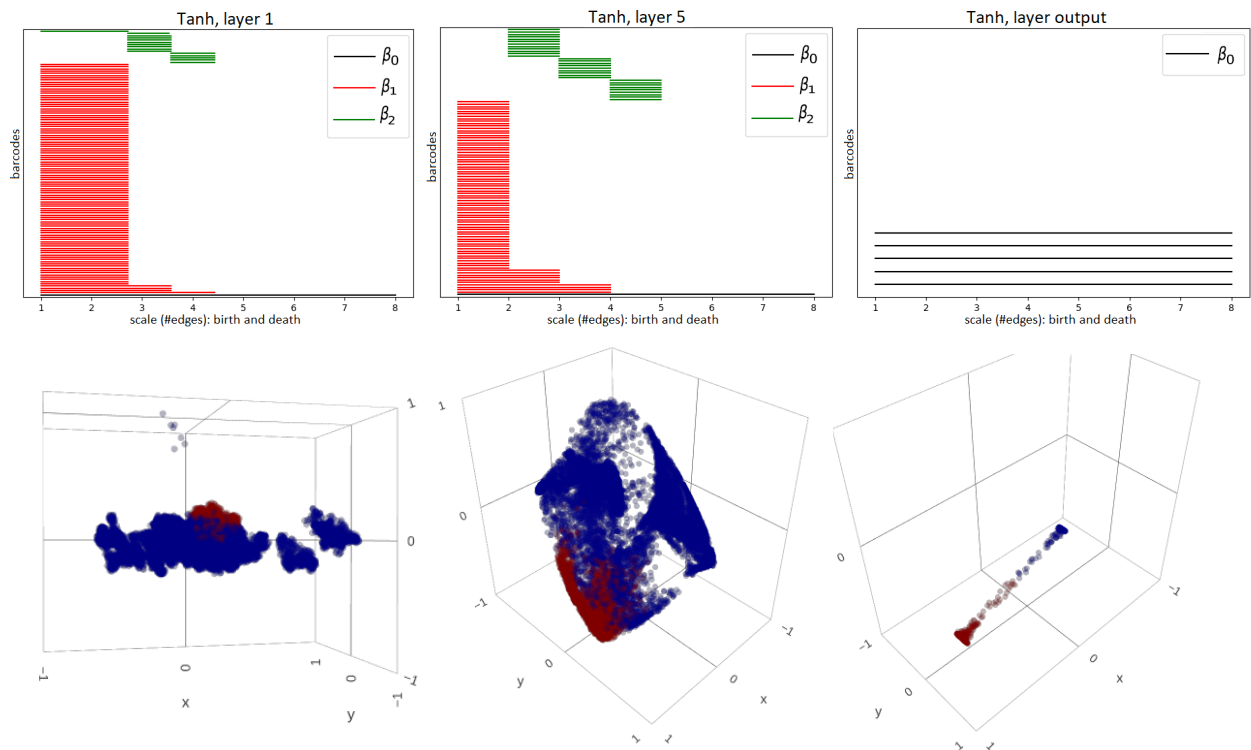 Tanh, layer 1
β0
β1
β2
barcodes
1 2 3 4 5 6 7 8
scale (#edges): birth and death
Tanh, layer 5
β0
β1
β2
barcodes
1 2 3 4 5 6 7 8
scale (#edges): birth and death
Tanh, layer output
β0
barcodes
1 2 3 4 5 6 7 8
scale (#edges): birth and death
1
0
-1
0
1
0
-1
-1
x
y
1
0
-1
-1
0
0
1
1
y
x
0
-1
-1
0
0
1
1
y
x